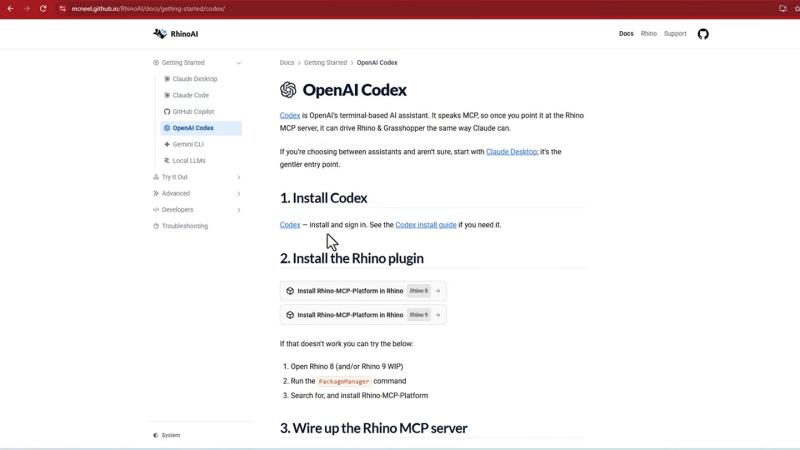 mcneel.github.io/RhinoAI/docs/getting-started/codex/
RhinoAI
Docs Rhino Support
Getting Started
Claude Desktop
Claude Code
GitHub Copilot
OpenAI Codex
Gemini CLI
Local LLMs
Try It Out
Advanced
Developers
Troubleshooting
System
Docs > Getting Started > OpenAI Codex
OpenAI Codex
Codex is OpenAI's terminal-based AI assistant. It speaks MCP, so once you point it at the Rhino
MCP server, it can drive Rhino & Grasshopper the same way Claude can.
If you're choosing between assistants and aren't sure, start with Claude Desktop; it's the
gentler entry point.
1. Install Codex
Codex — install and sign in. See the Codex install guide if you need it.
2. Install the Rhino plugin
Install Rhino-MCP-Platform in Rhino Rhino 8 →
Install Rhino-MCP-Platform in Rhino Rhino 9 →
If that doesn't work you can try the below:
1. Open Rhino 8 (and/or Rhino 9 WIP)
2. Run the PackageManager command
3. Search for, and install Rhino-MCP-Platform
3. Wire up the Rhino MCP server